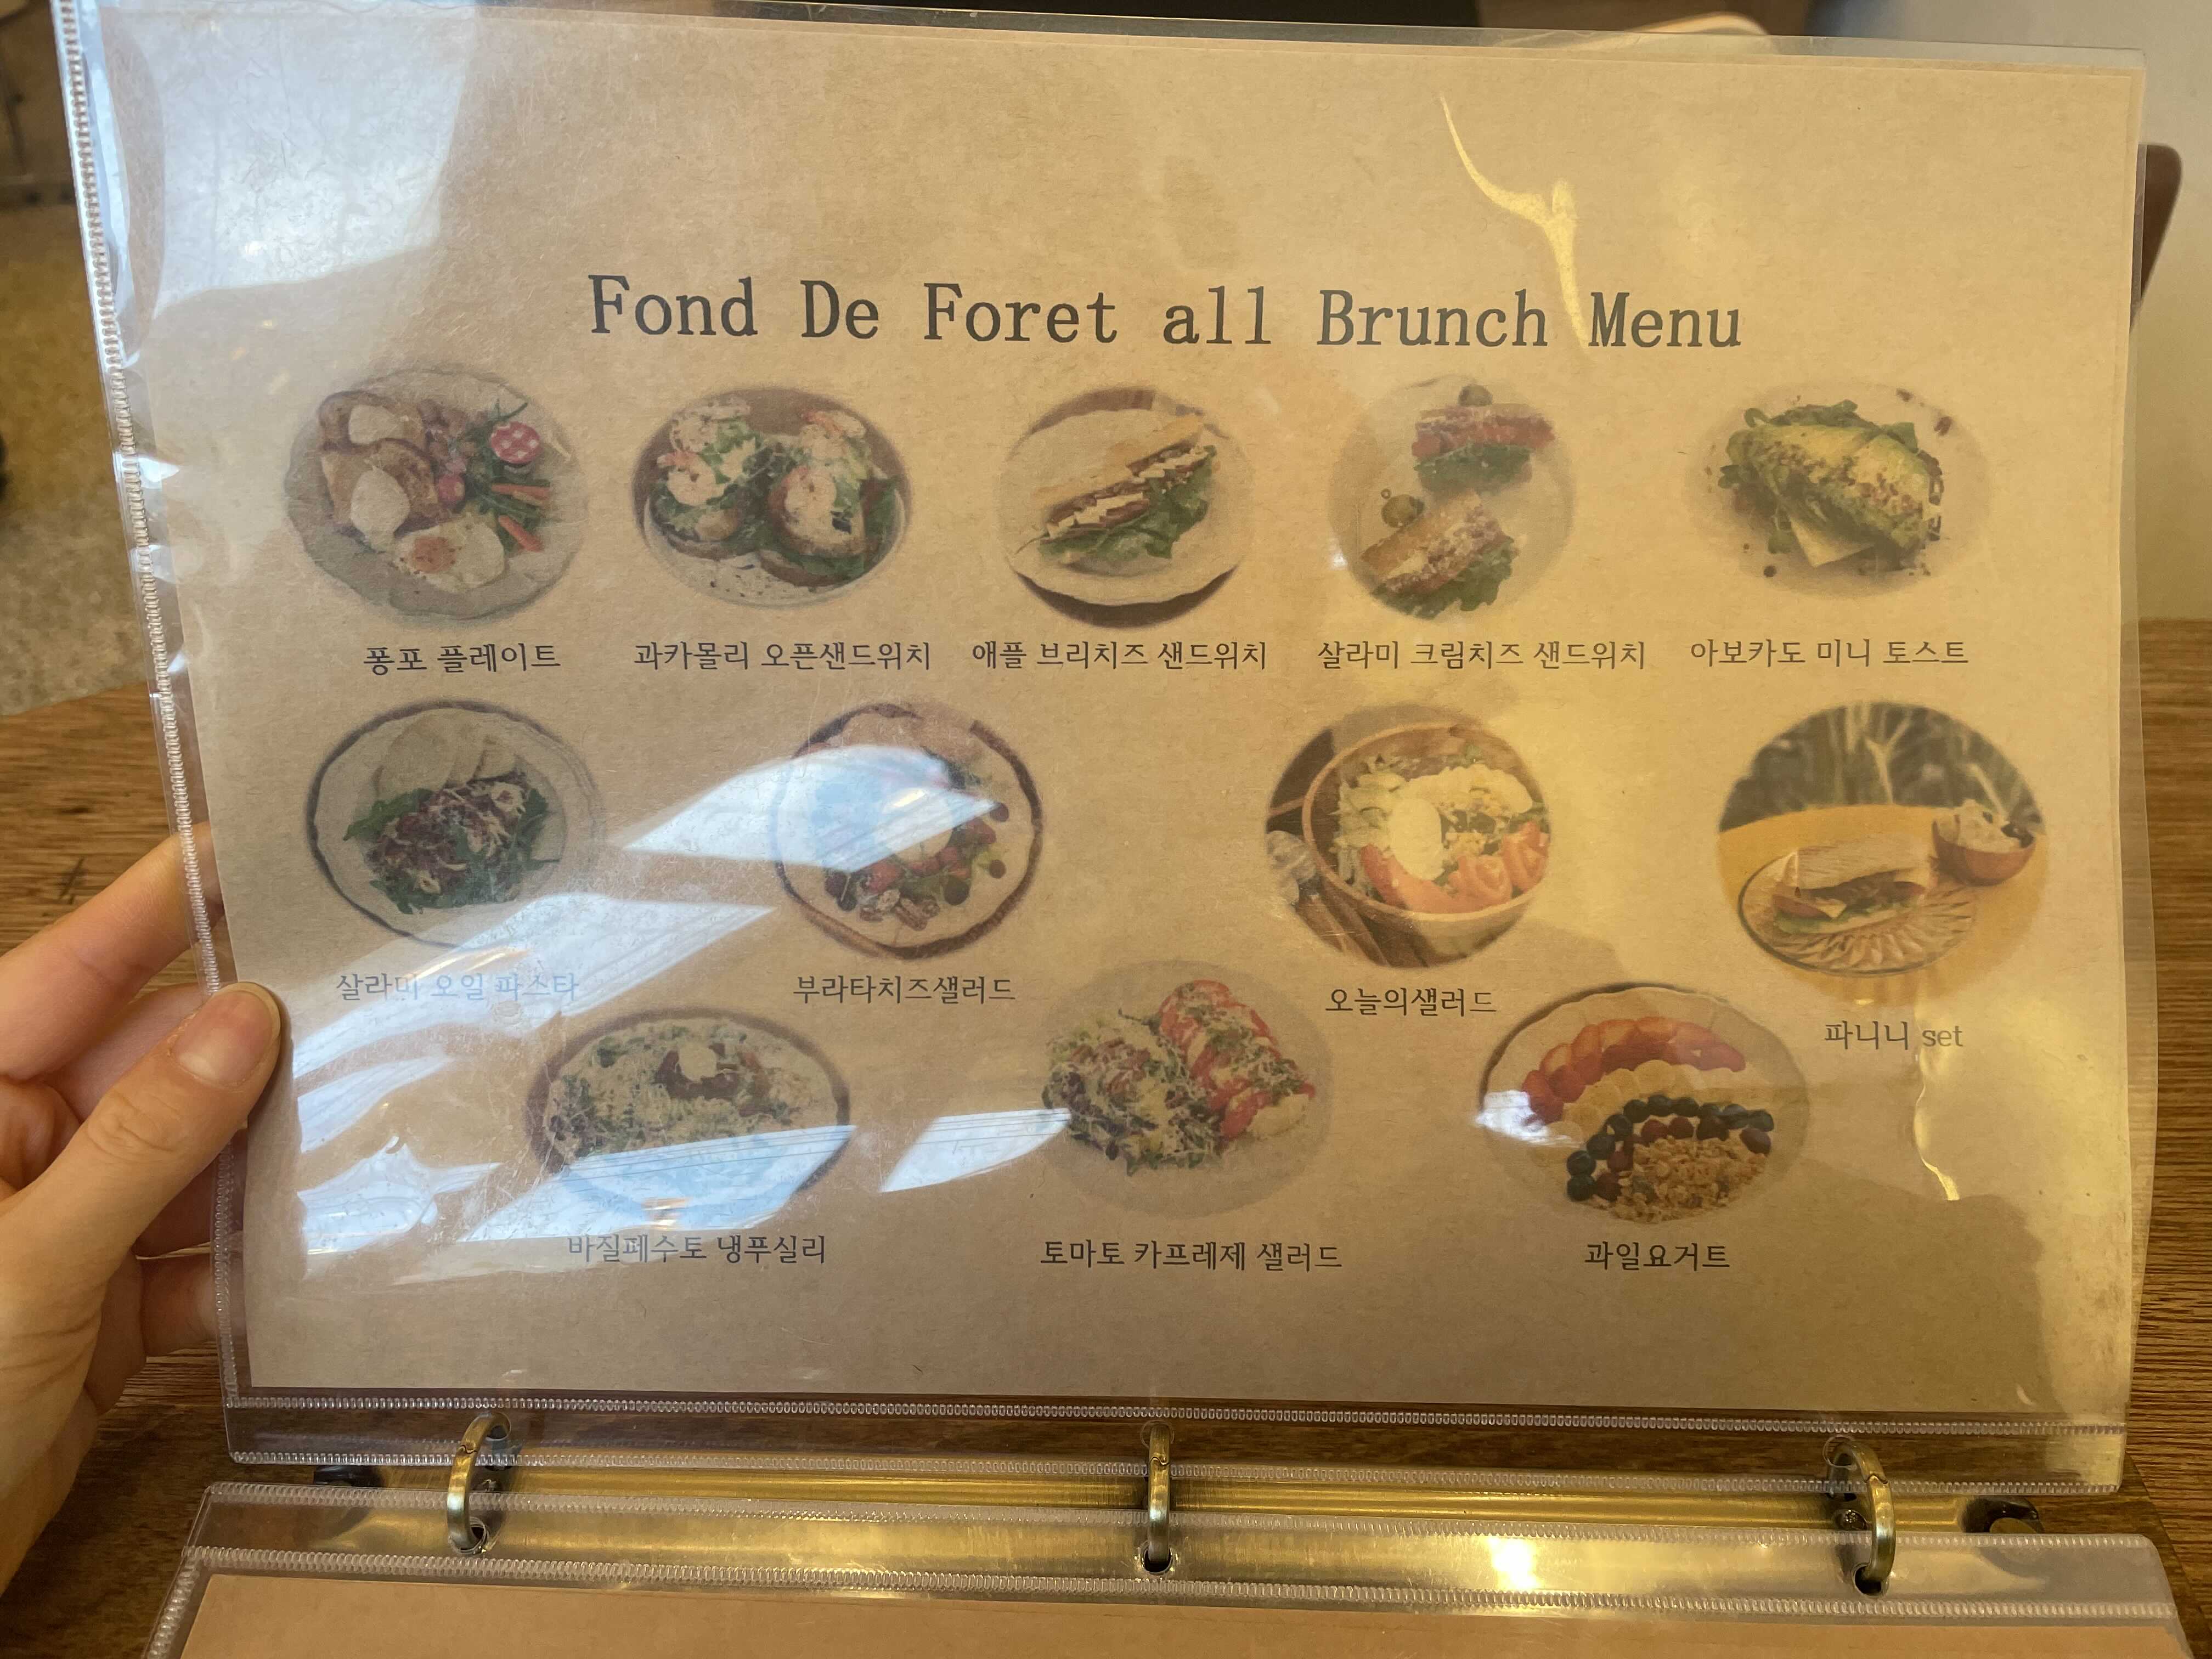 Fond De Foret all Brunch Menu
퐁포 플레이트
과카몰리 오픈샌드위치
애플 브리치즈 샌드위치
살라미 크림치즈 샌드위치
아보카도 미니 토스트
살라미 오일 파스타
부라타치즈샐러드
오늘의샐러드
파니니 set
바질페수토 냉푸실리
토마토 카프레제 샐러드
과일요거트